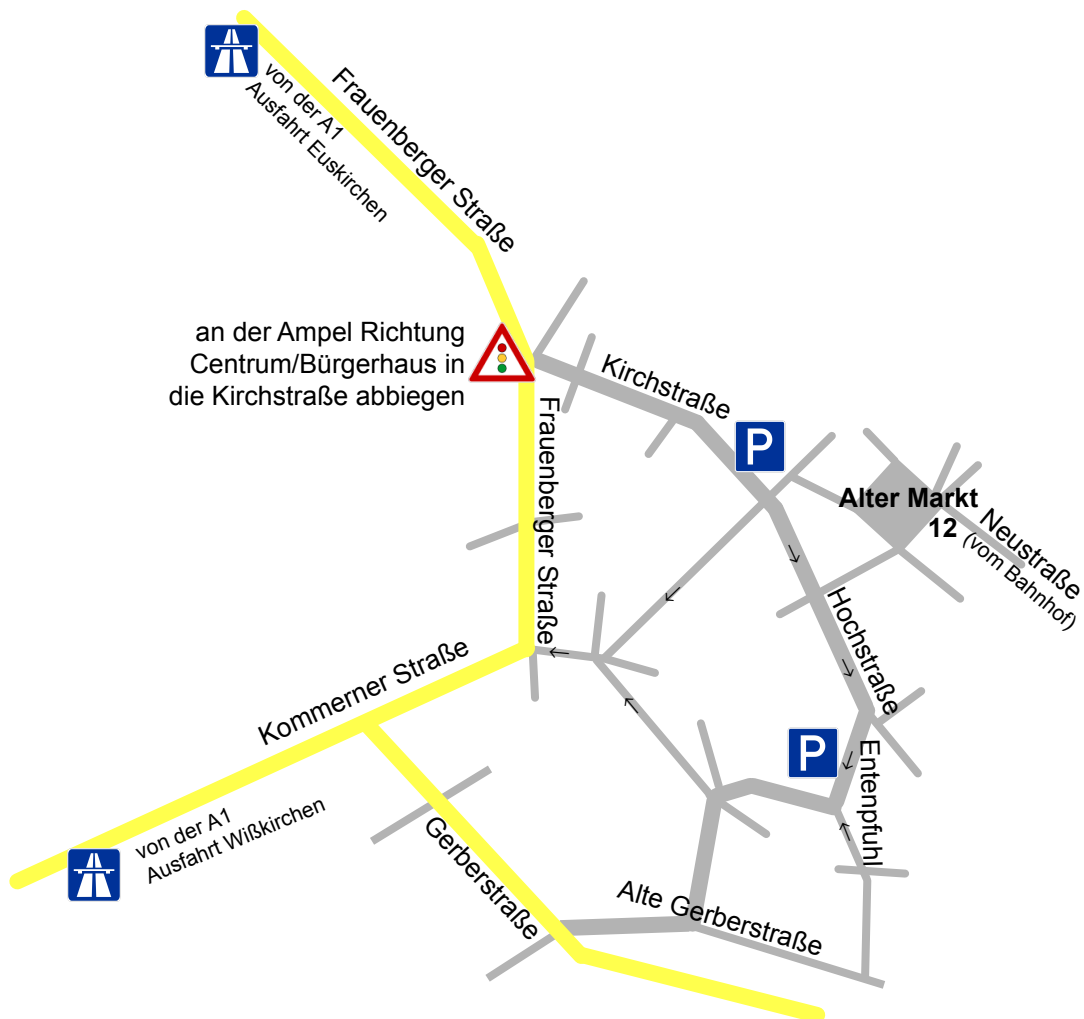 von der A1
Ausfahrt Euskirchen
Frauenberger Straße
an der Ampel Richtung
Centrum/Bürgerhaus in
die Kirchstraße abbiegen
Kirchstraße
P
Frauenberger Straße
Alter Markt
12
Neustraße
(vom Bahnhof)
Hochstraße
Kommerner Straße
P
Entenpfuhl
von der A1
Ausfahrt Wißkirchen
Gerberstraße
Alte Gerberstraße